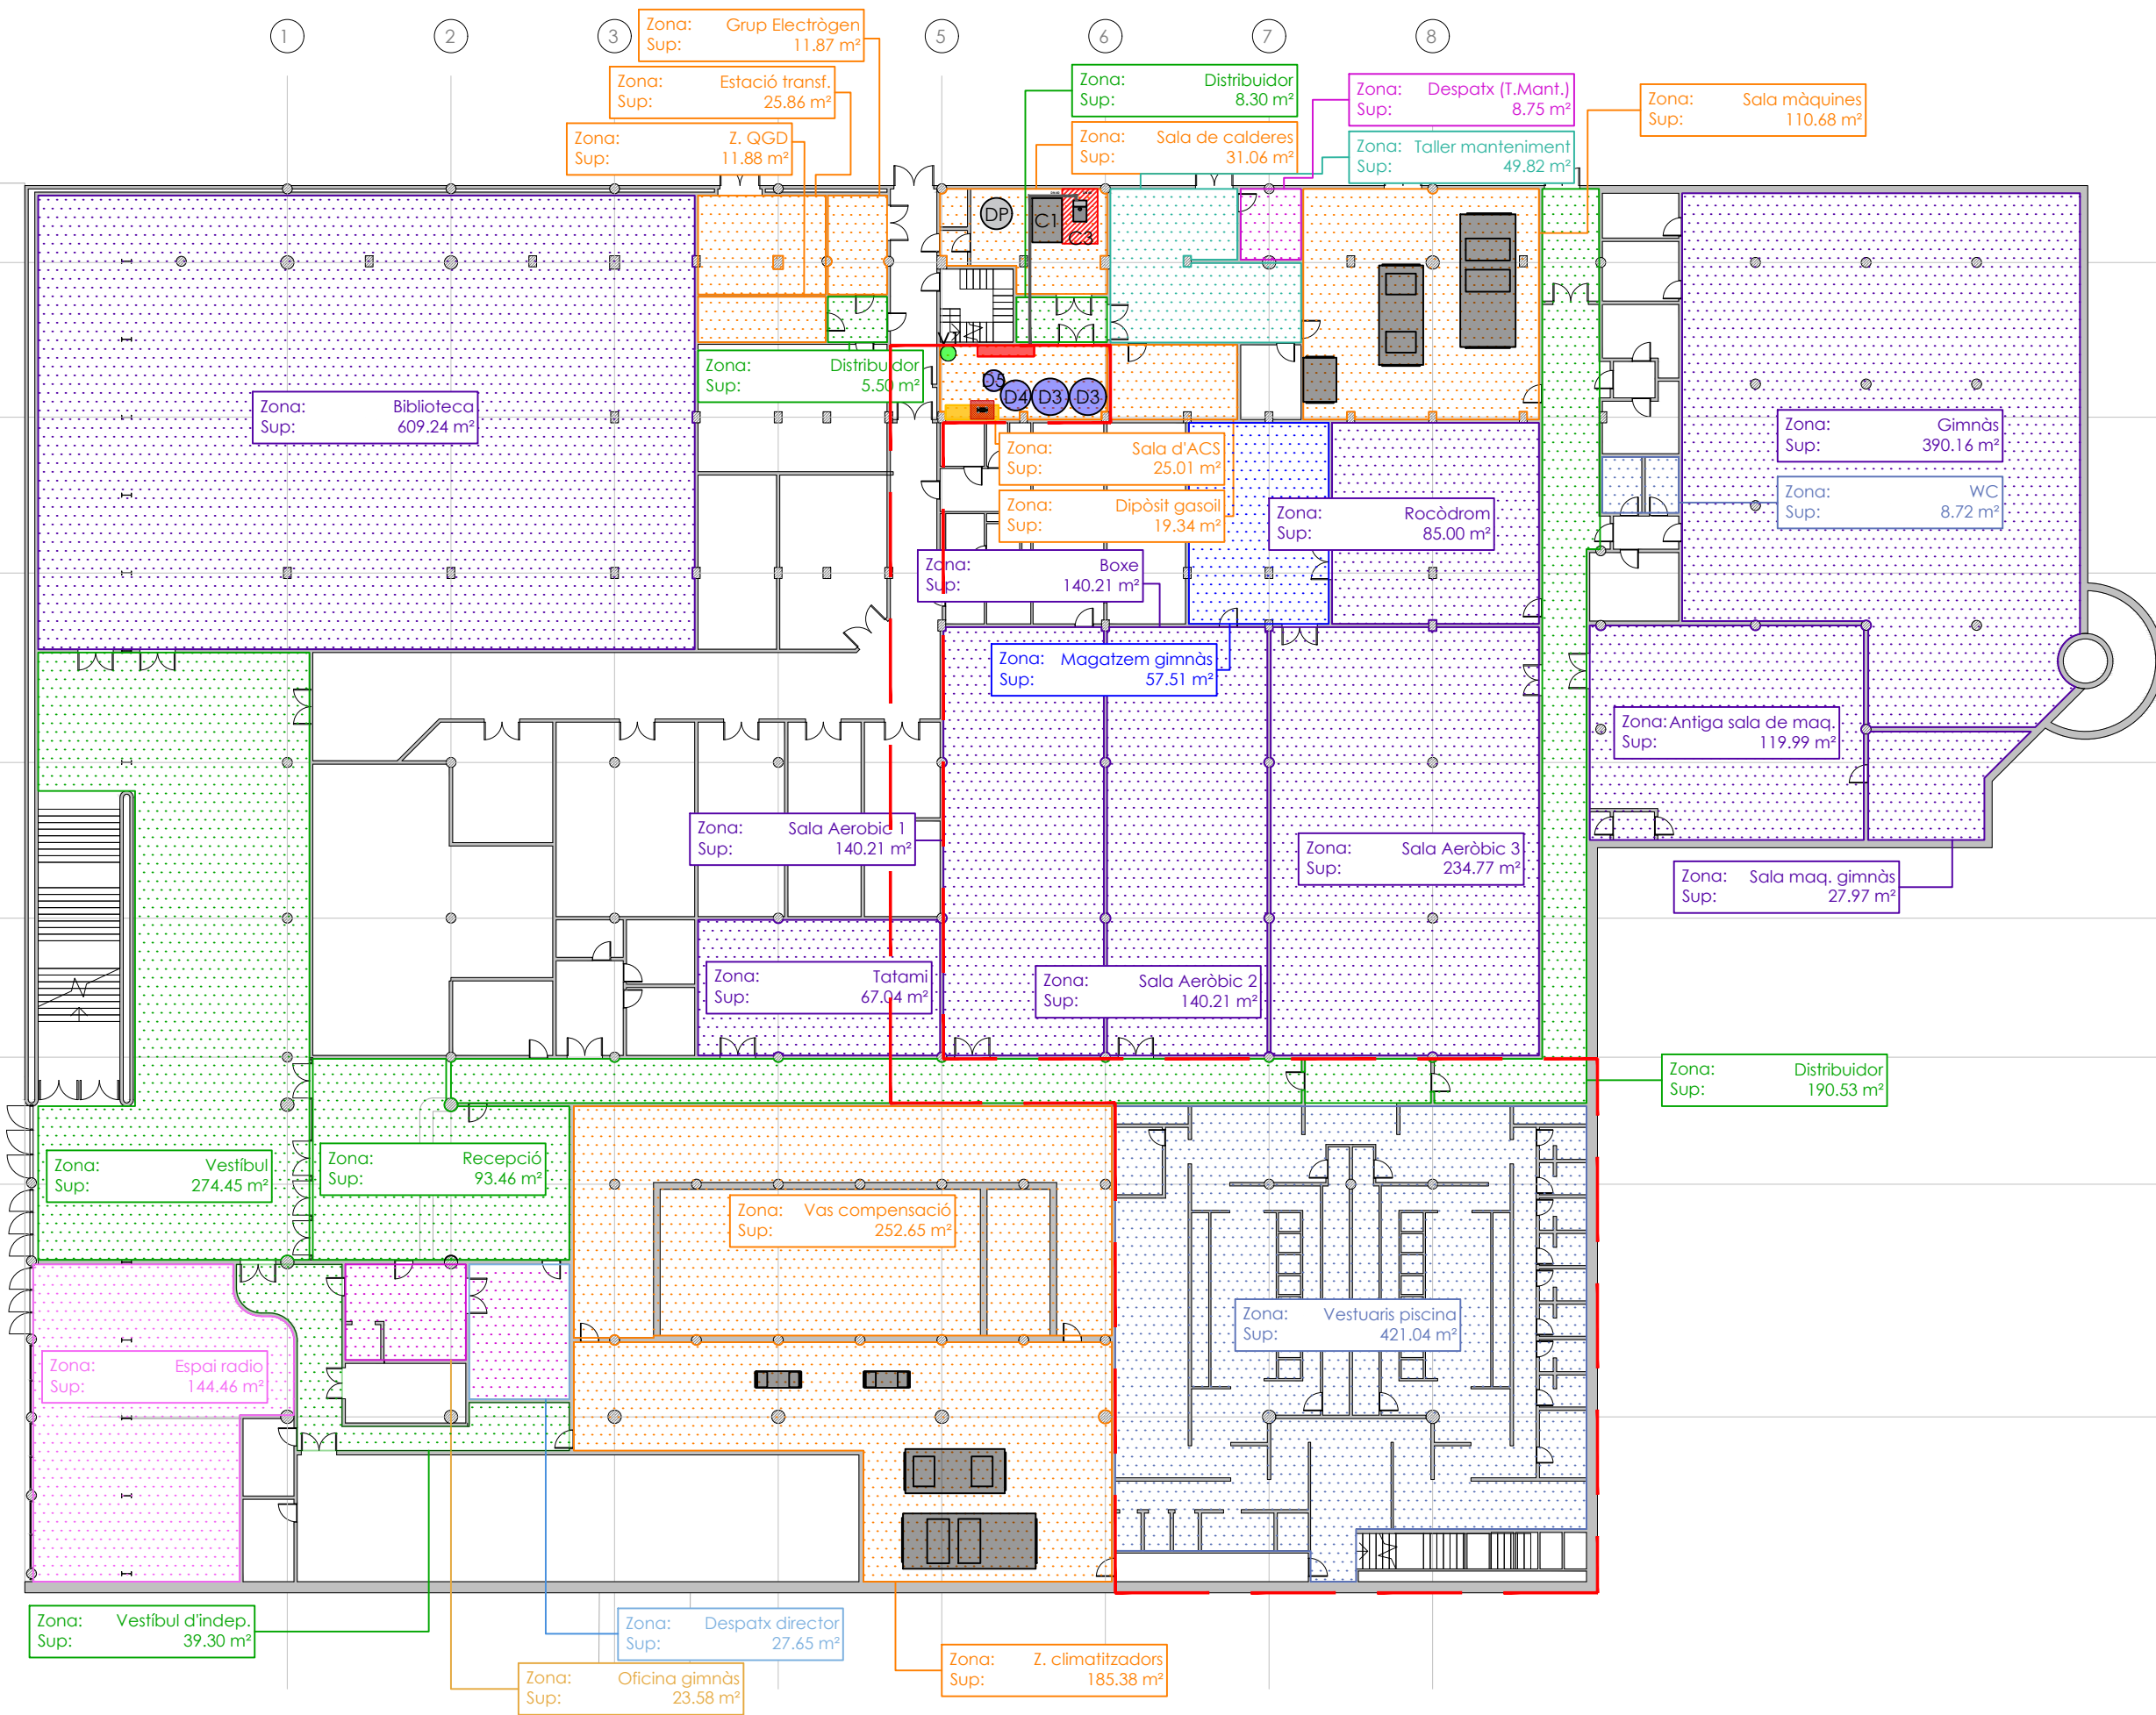 1
2
3
5
6
7
8
Zona: Grup Electrògen
Sup: 11.87 m²
Zona: Estació transf.
Sup: 25.86 m²
Zona: Z. QGD
Sup: 11.88 m²
Zona: Distribuidor
Sup: 8.30 m²
Zona: Sala de calderes
Sup: 31.06 m²
Zona: Despatx (T.Mant.)
Sup: 8.75 m²
Zona: Taller manteniment
Sup: 49.82 m²
Zona: Sala màquines
Sup: 110.68 m²
DP
C1
C3
Zona: Distribuidor
Sup: 5.50 m²
D5
D4
D3
D3
Zona: Biblioteca
Sup: 609.24 m²
Zona: Gimnàs
Sup: 390.16 m²
Zona: Sala d'ACS
Sup: 25.01 m²
Zona: Dipòsit gasoil
Sup: 19.34 m²
Zona: Rocòdrom
Sup: 85.00 m²
Zona: WC
Sup: 8.72 m²
Zona: Boxe
Sup: 140.21 m²
Zona: Magatzem gimnàs
Sup: 57.51 m²
Zona: Antiga sala de maq.
Sup: 119.99 m²
Zona: Sala Aerobic 1
Sup: 140.21 m²
Zona: Sala Aeròbic 3
Sup: 234.77 m²
Zona: Sala maq. gimnàs
Sup: 27.97 m²
Zona: Tatami
Sup: 67.04 m²
Zona: Sala Aeròbic 2
Sup: 140.21 m²
Zona: Distribuidor
Sup: 190.53 m²
Zona: Vestíbul
Sup: 274.45 m²
Zona: Recepció
Sup: 93.46 m²
Zona: Vas compensació
Sup: 252.65 m²
Zona: Vestuaris piscina
Sup: 421.04 m²
Zona: Espai radio
Sup: 144.46 m²
Zona: Vestíbul d'indep.
Sup: 39.30 m²
Zona: Despatx director
Sup: 27.65 m²
Zona: Oficina gimnàs
Sup: 23.58 m²
Zona: Z. climatitzadors
Sup: 185.38 m²